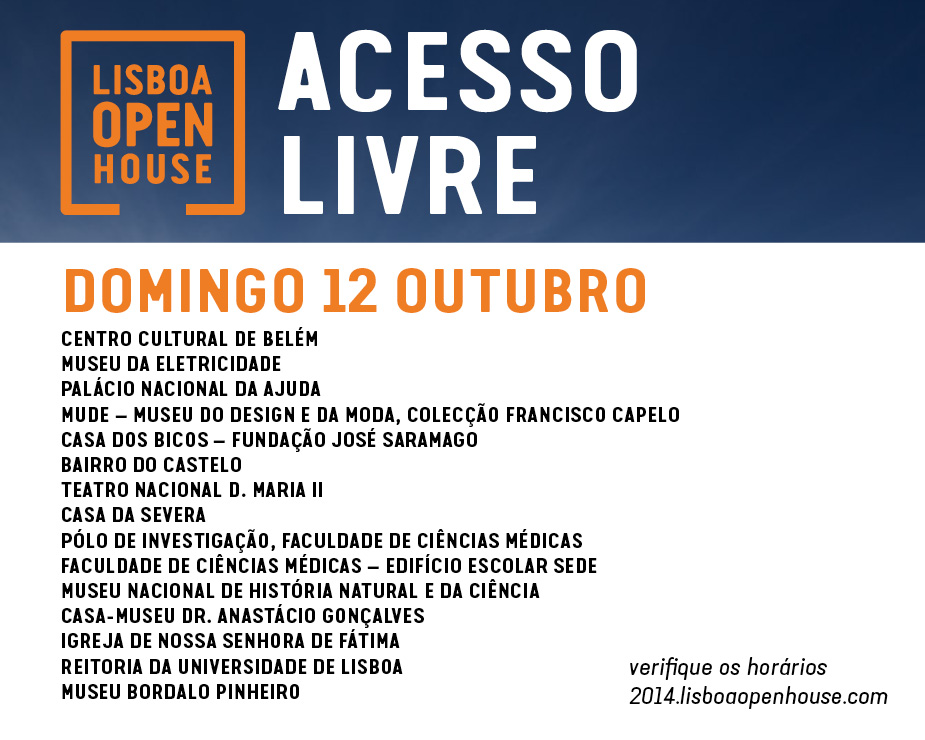 LISBOA
OPEN
HOUSE
ACESSO
LIVRE
DOMINGO 12 OUTUBRO
CENTRO CULTURAL DE BELÉM
MUSEU DA ELETRICIDADE
PALÁCIO NACIONAL DA AJUDA
MUDE – MUSEU DO DESIGN E DA MODA, COLECÇÃO FRANCISCO CAPELO
CASA DOS BICOS – FUNDAÇÃO JOSÉ SARAMAGO
BAIRRO DO CASTELO
TEATRO NACIONAL D. MARIA II
CASA DA SEVERA
PÓLO DE INVESTIGAÇÃO, FACULDADE DE CIÊNCIAS MÉDICAS
FACULDADE DE CIÊNCIAS MÉDICAS – EDIFÍCIO ESCOLAR SEDE
MUSEU NACIONAL DE HISTÓRIA NATURAL E DA CIÊNCIA
CASA-MUSEU DR. ANASTÁCIO GONÇALVES
IGREJA DE NOSSA SENHORA DE FÁTIMA
REITORIA DA UNIVERSIDADE DE LISBOA
MUSEU BORDALO PINHEIRO
verifique os horários
2014.lisboaopenhouse.com